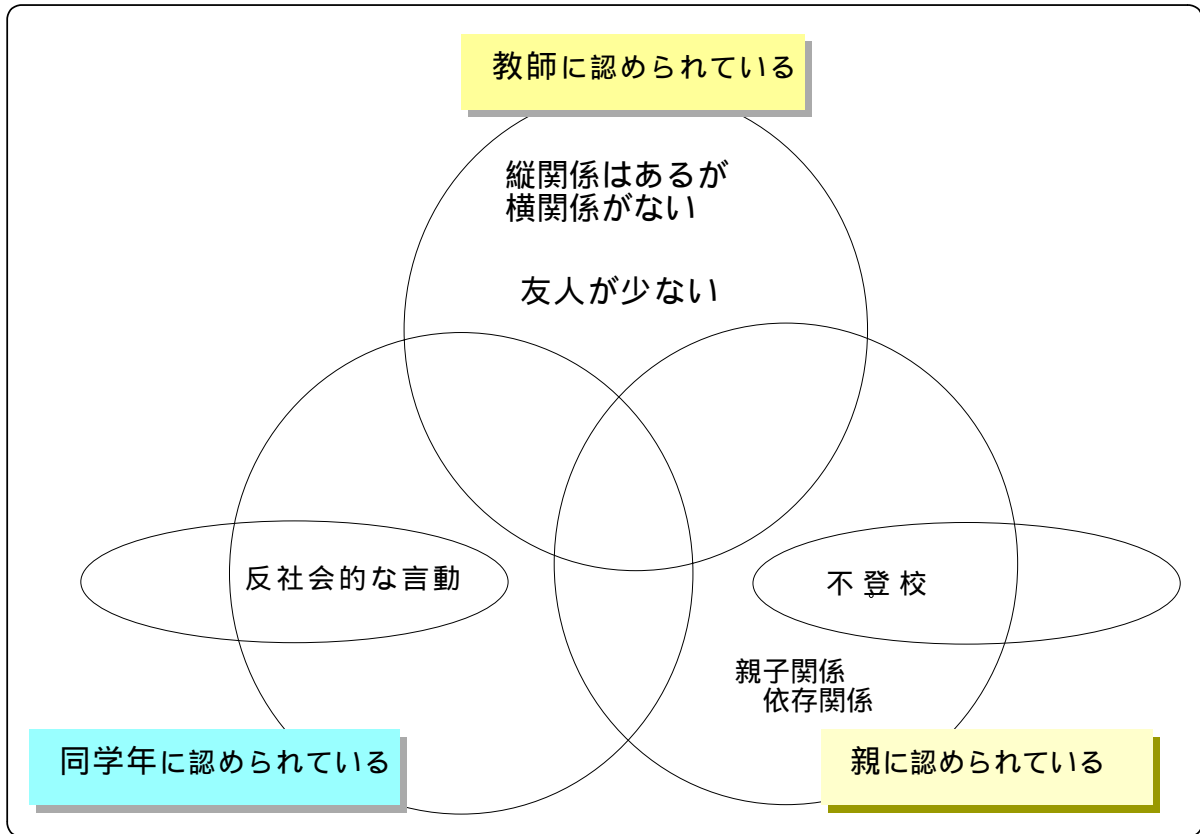 教師に認められている
縦関係はあるが
横関係がない
友人が少ない
反社会的な言動
不登校
親子関係
依存関係
同学年に認められている
親に認められている